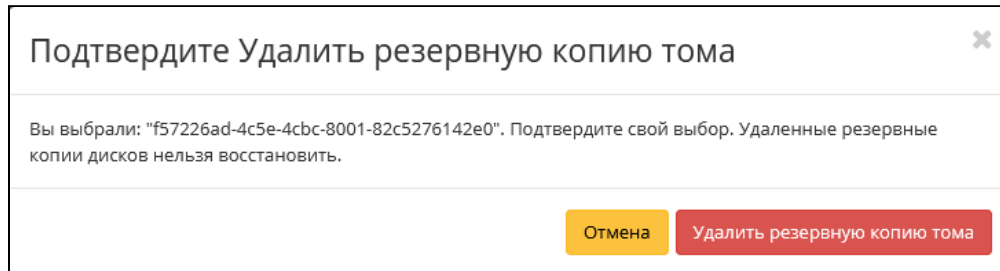 Подтвердите Удалить резервную копию тома
×
Вы выбрали: "f57226ad-4c5e-4cbc-8001-82c5276142e0". Подтвердите свой выбор. Удаленные резервные
копии дисков нельзя восстановить.
Отмена
Удалить резервную копию тома